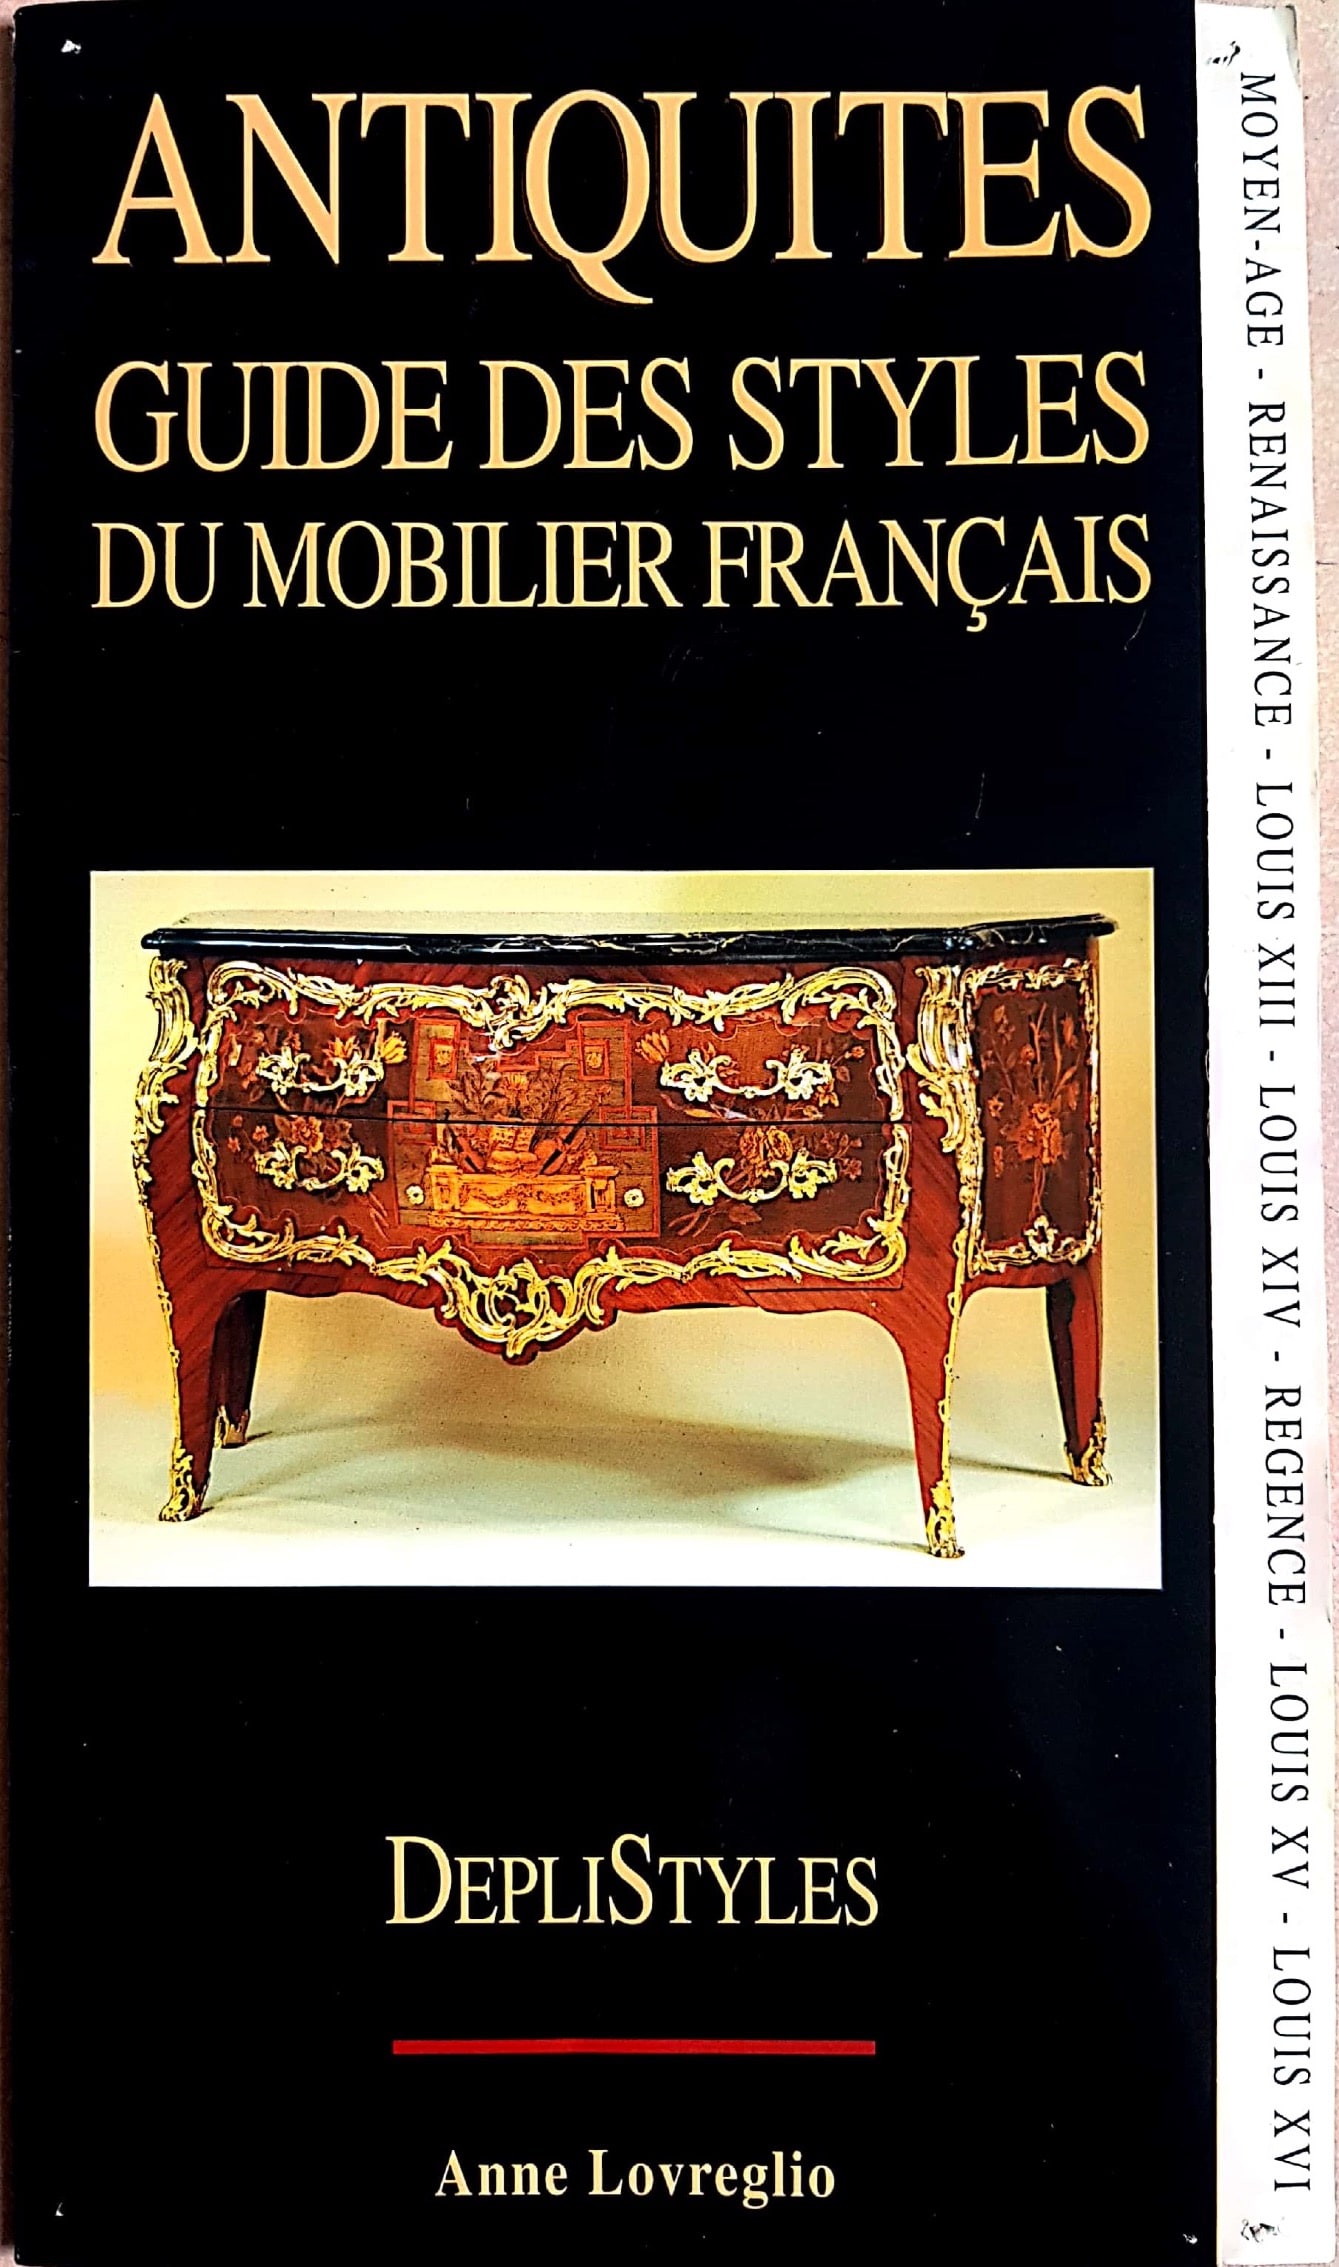 ANTIQUITES
GUIDE DES STYLES
DU MOBILIER FRANÇAIS
DEPLISTYLES
Anne Lovreglio
MOYEN-AGE - RENAISSANCE - LOUIS XIII - LOUIS XIV - REGENCE - LOUIS XV - LOUIS XVI